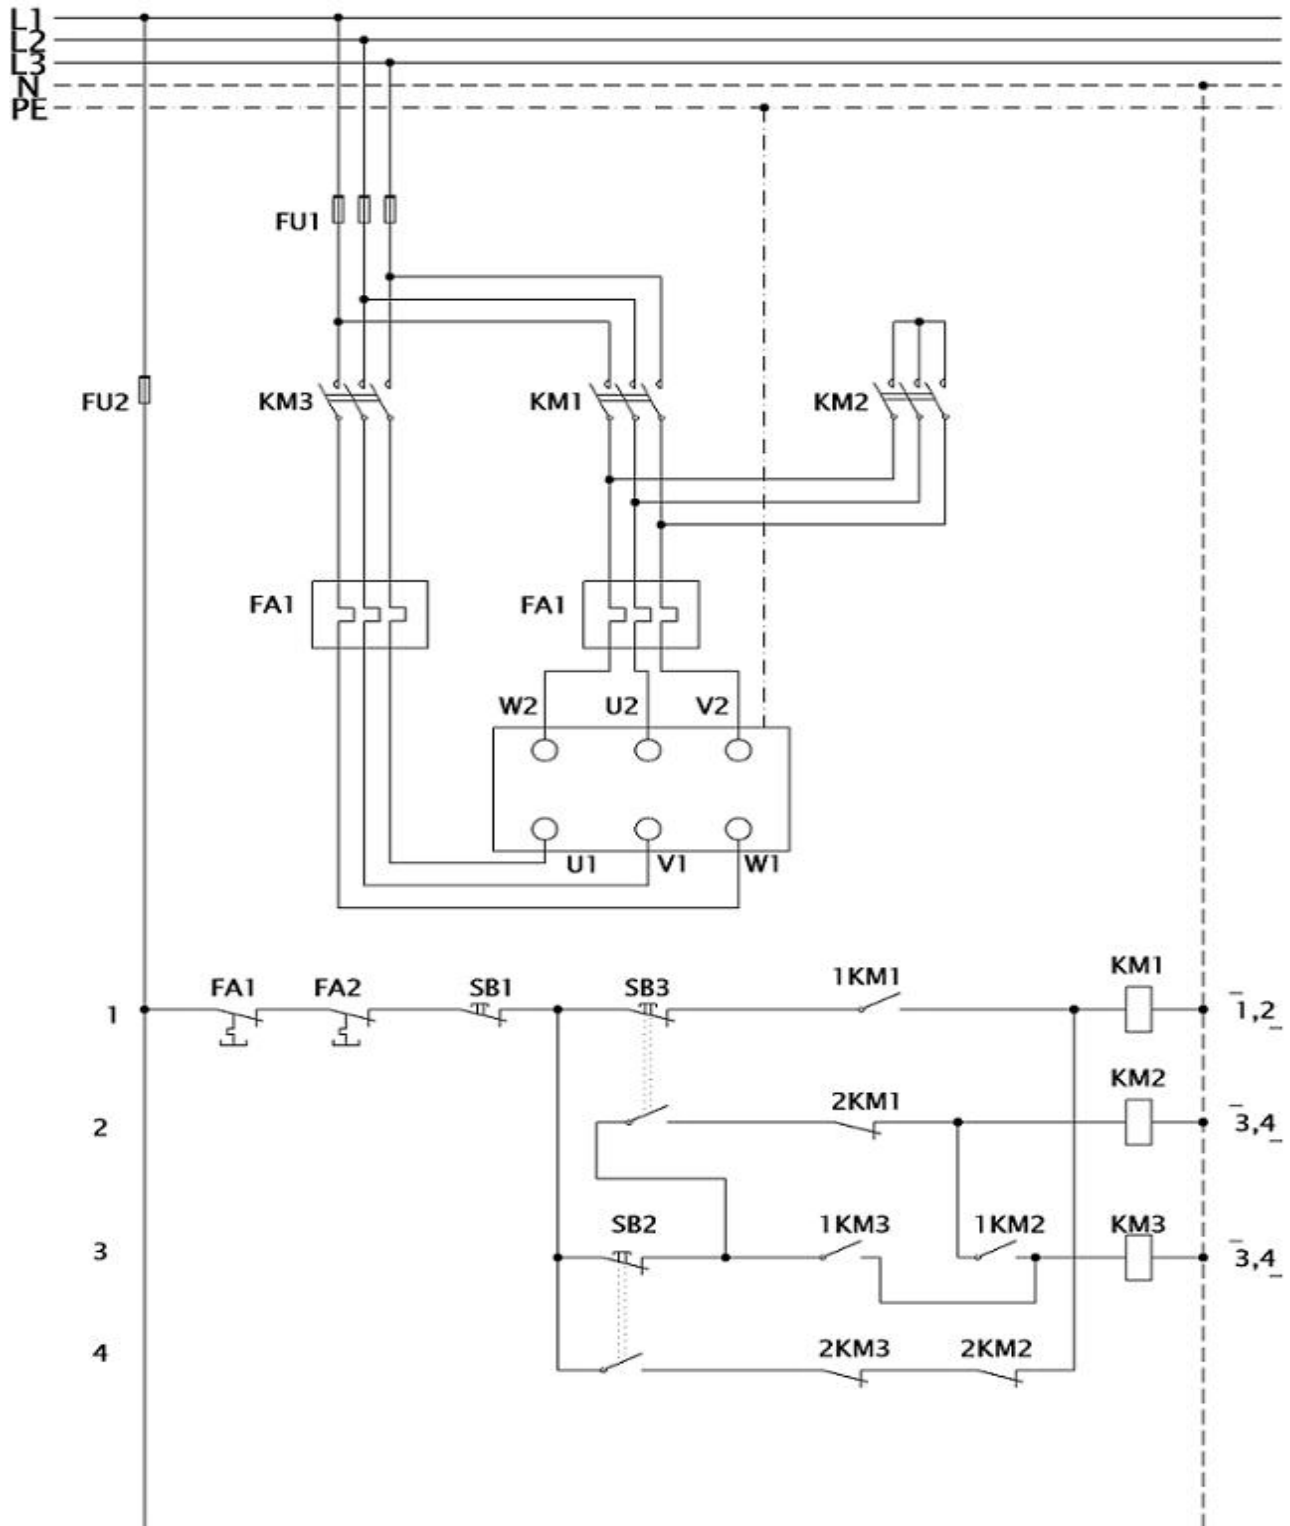 L1
L2
L3
N
PE
FU1
FU2 KM3 KM1 KM2
FA1 FA1
W2 U2 V2
U1 V1 W1
1 FA1 FA2 SB1 SB3 1KM1 KM1 1,2
2 2KM1 KM2 3,4
3 SB2 1KM3 1KM2 KM3 3,4
4 2KM3 2KM2